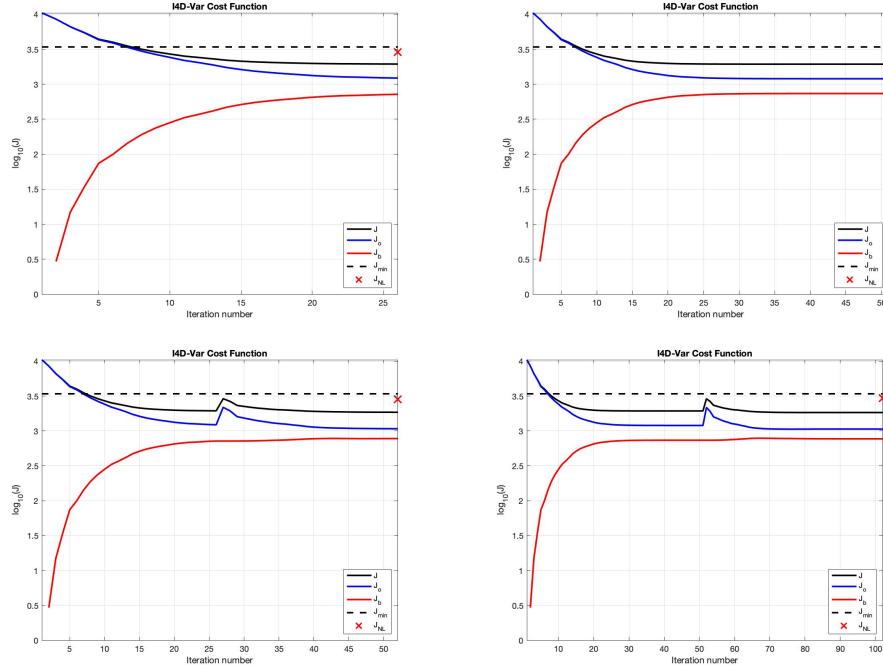 I4D-Var Cost Function
4
3.5
3
2.5
2
1.5
1
0.5
0
log10(J)
5 10 15 20 25
Iteration number
J
Jo
Jb
Jmin
JNL
I4D-Var Cost Function
4
3.5
3
2.5
2
1.5
1
0.5
0
log10(J)
5 10 15 20 25 30 35 40 45 50
Iteration number
J
Jo
Jb
Jmin
JNL
I4D-Var Cost Function
4
3.5
3
2.5
2
1.5
1
0.5
0
log10(J)
5 10 15 20 25 30 35 40 45 50
Iteration number
J
Jo
Jb
Jmin
JNL
I4D-Var Cost Function
4
3.5
3
2.5
2
1.5
1
0.5
0
log10(J)
10 20 30 40 50 60 70 80 90 100
Iteration number
J
Jo
Jb
Jmin
JNL